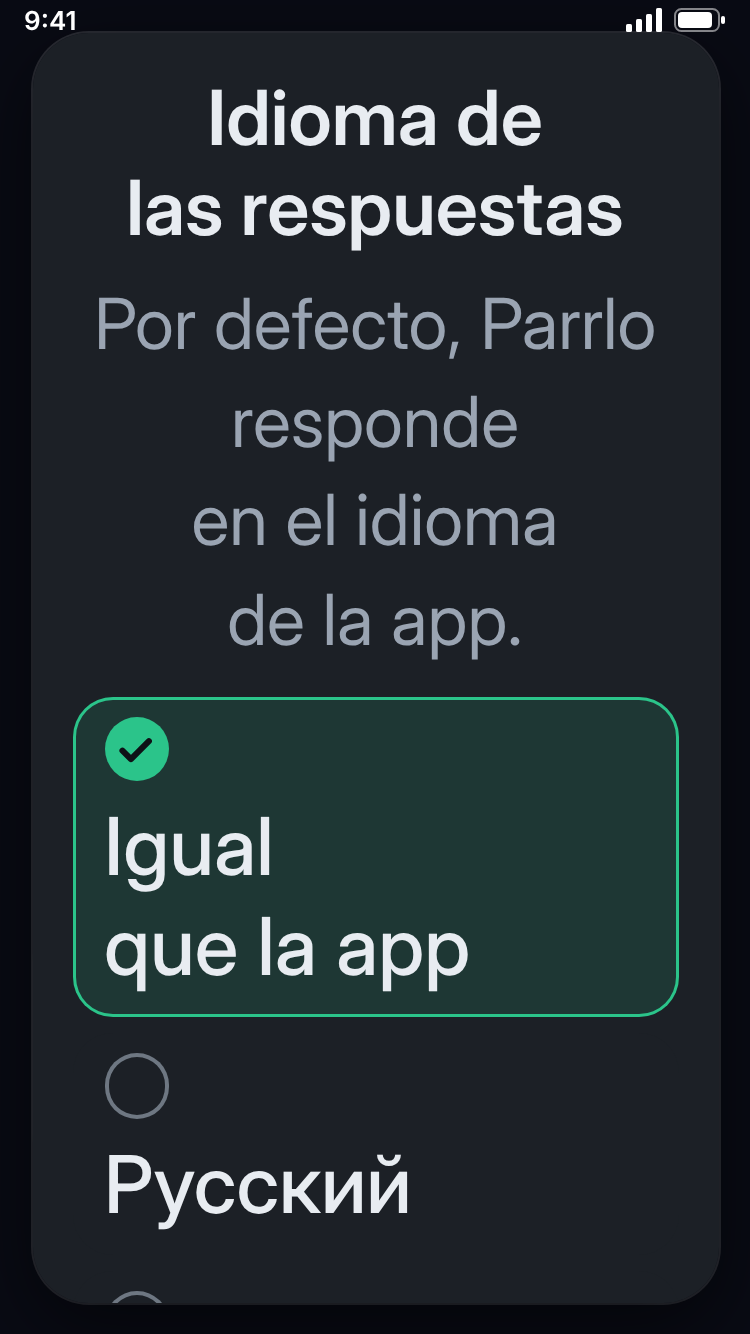 9:41
Idioma de
las respuestas
Por defecto, Parrlo
responde
en el idioma
de la app.
Igual
que la app
Русский